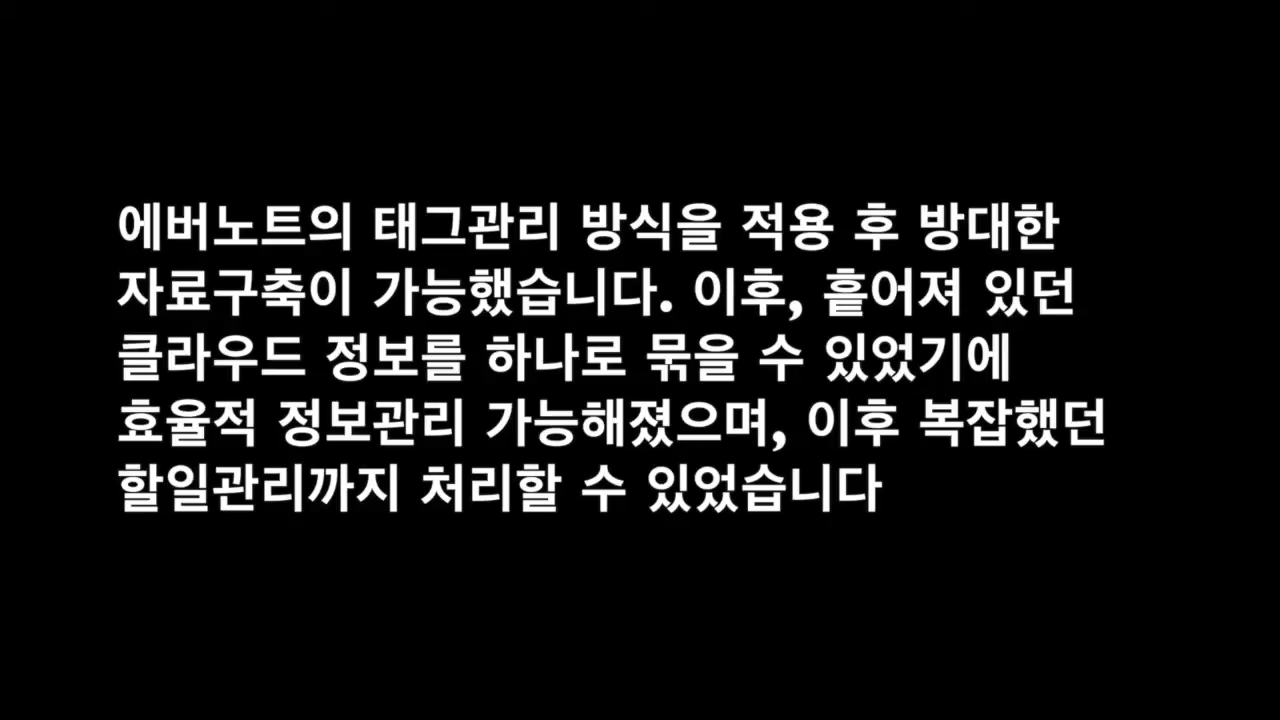 에버노트의 태그관리 방식을 적용 후 방대한
자료구축이 가능했습니다. 이후, 흩어져 있던
클라우드 정보를 하나로 묶을 수 있었기에
효율적 정보관리 가능해졌으며, 이후 복잡했던
할일관리까지 처리할 수 있었습니다